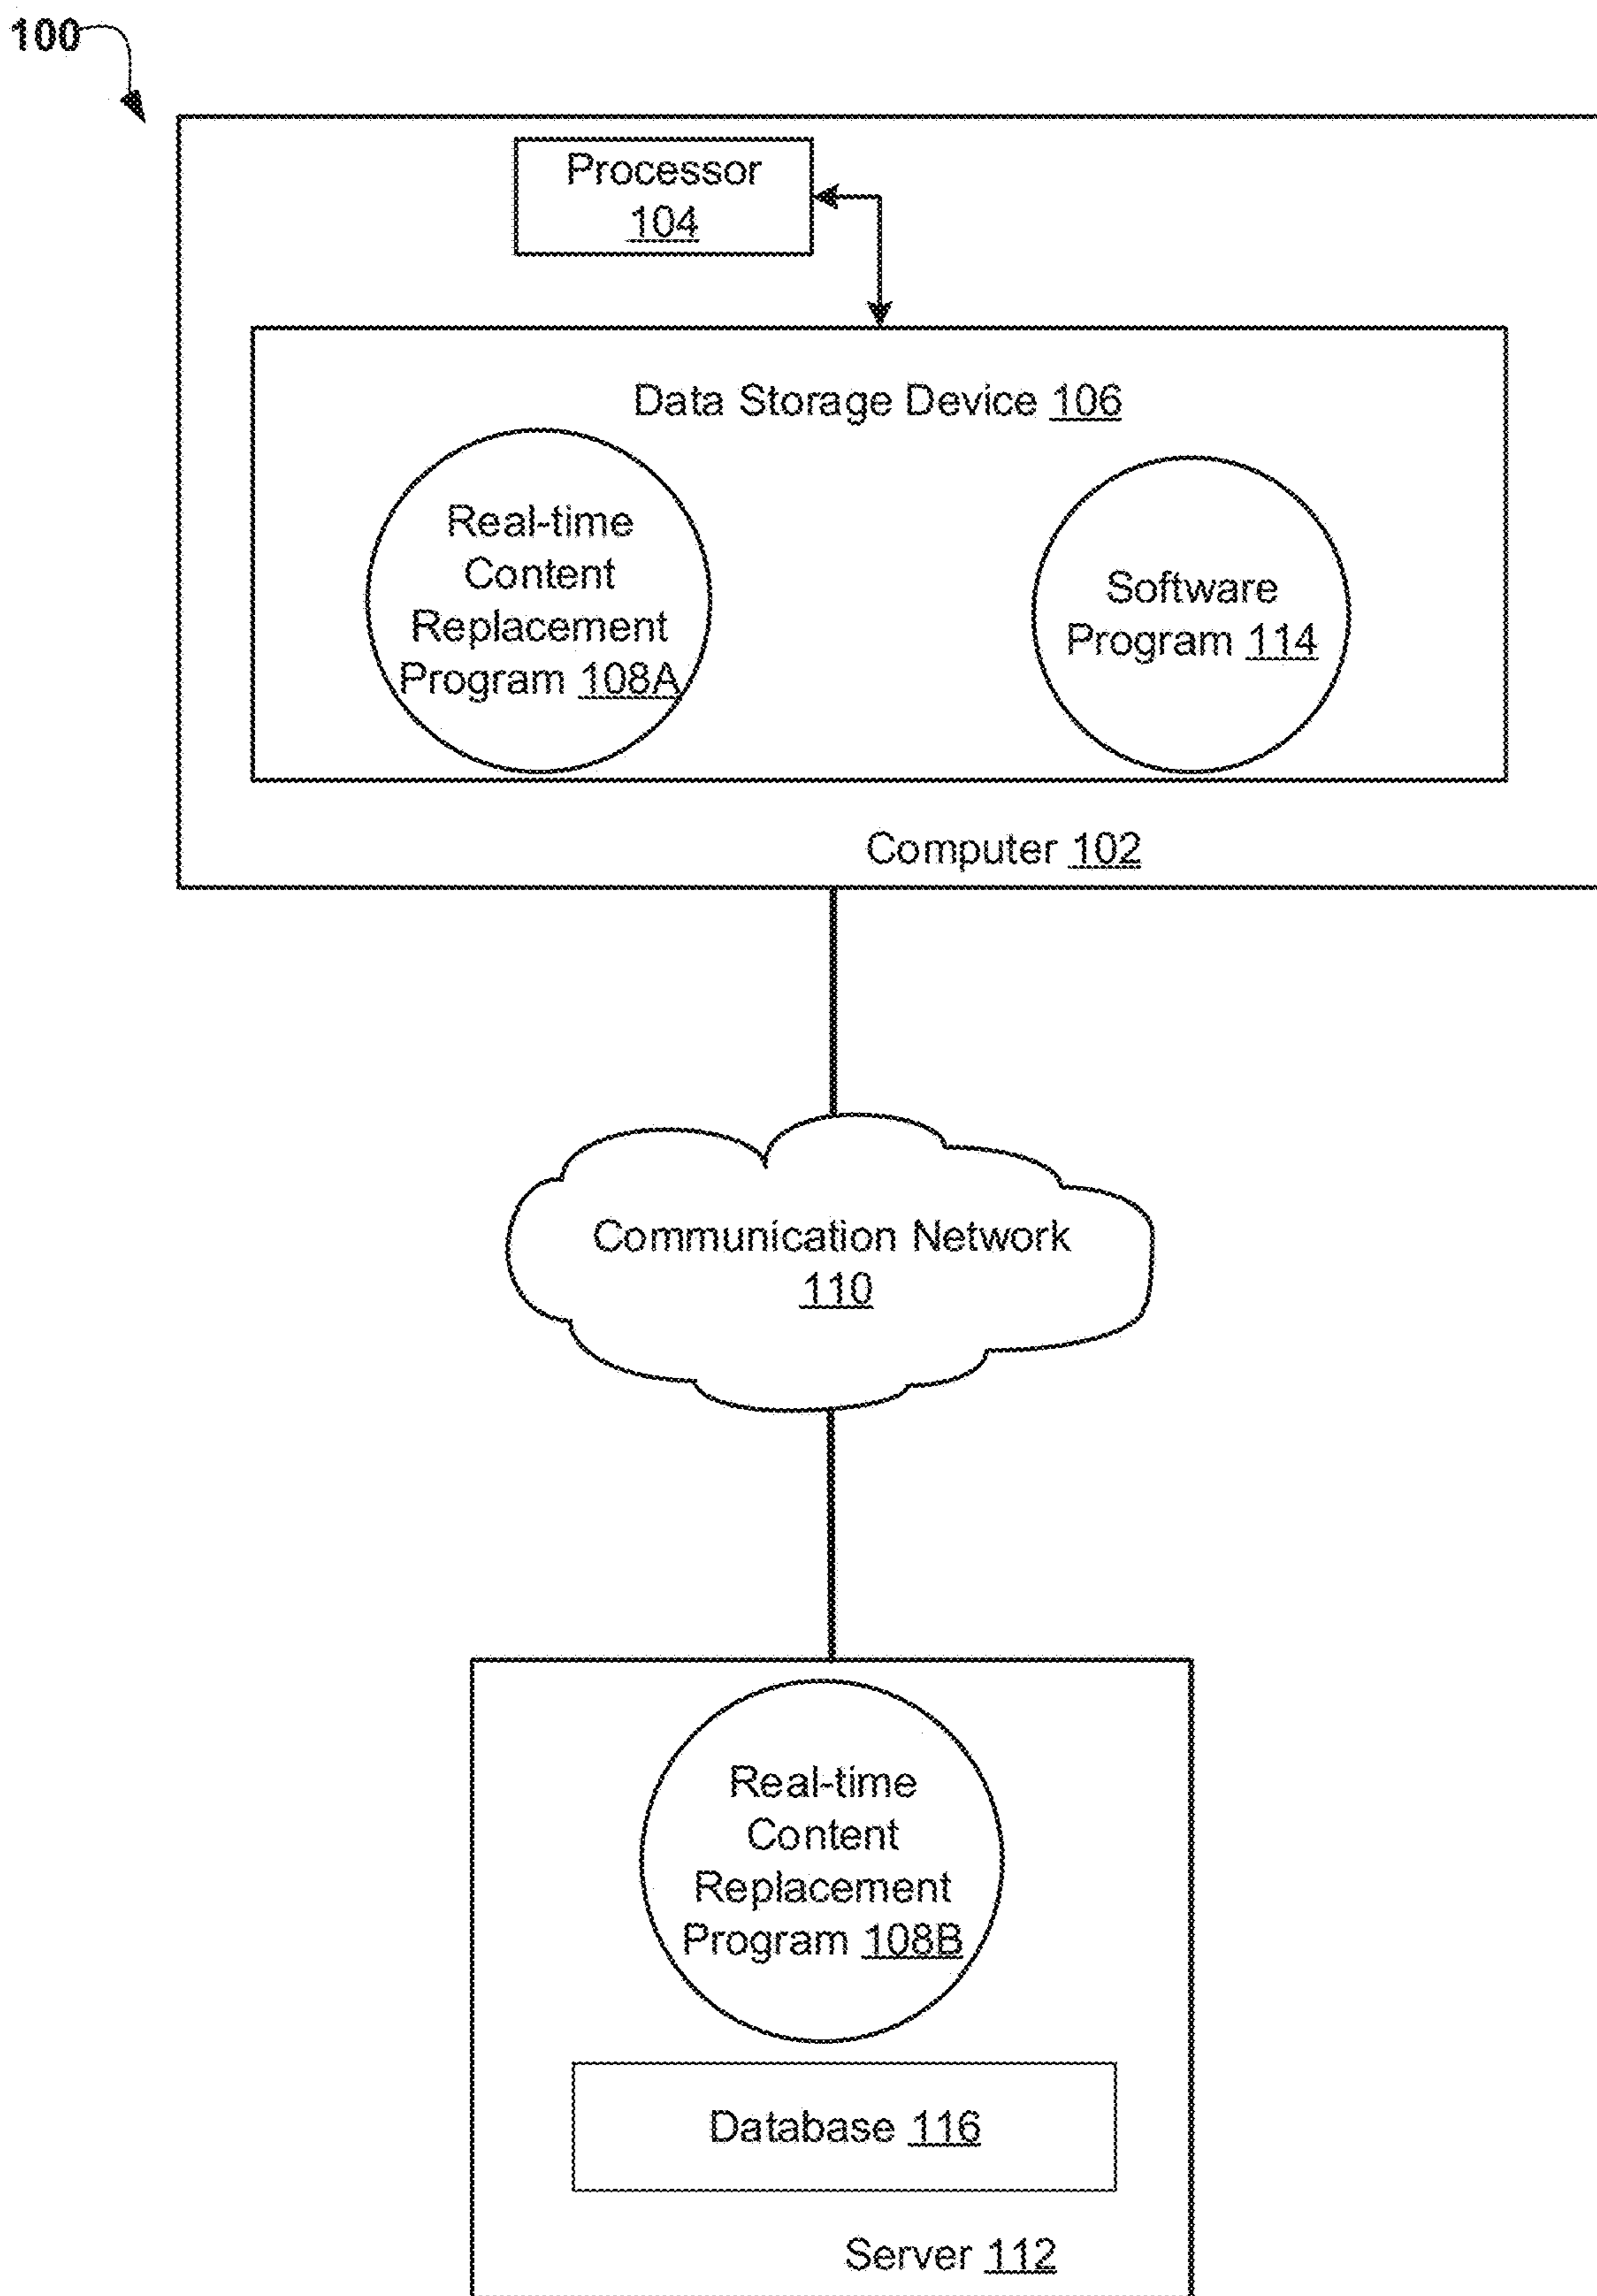 100
Processor
104
Data Storage Device 106
Real-time
Content
Replacement
Program 108A
Software
Program 114
Computer 102
Communication Network
110
Real-time
Content
Replacement
Program 108B
Database 116
Server 112